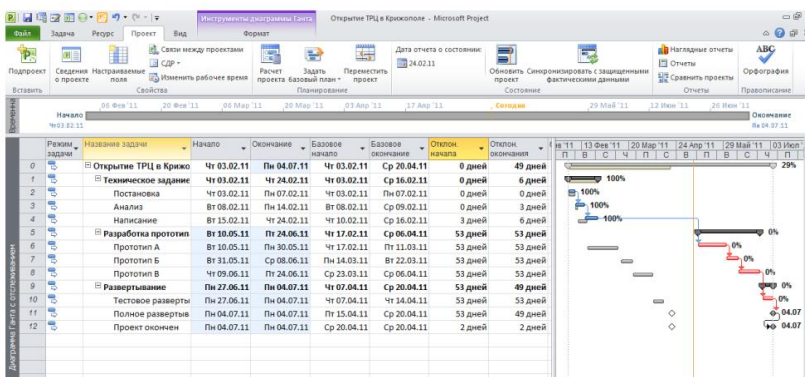 Инструменты диаграммы Ганта
Открытие ТРЦ в Крижополе - Microsoft Project
Файл Задача Ресурс Проект Вид Формат
Связи между проектами
СДР
Изменить рабочее время
Подпроект
Сведения о проекте
Настраиваемые поля
Расчет проекта
Задать базовый план
Переместить проект
Дата отчета о состоянии:
24.02.11
Обновить проект
Синхронизировать с защищенными фактическими данными
Наглядные отчеты
Отчеты
Сравнить проекты
ABC
Орфография
Вставить Свойства Планирование Состояние Отчеты Правописание
06 Фев '11 20 Фев '11 06 Мар '11 20 Мар '11 03 Апр '11 17 Апр '11 Сегодня 29 Май '11 12 Июн '11 26 Июн '11
Начало
Чт 03.02.11
Окончание
Пн 04.07.11
Режим задачи Название задачи Начало Окончание Базовое начало Базовое окончание Отклон. начала Отклон. окончания
13 Фев '11 20 Мар '11 24 Апр '11 29 Май '11 03 Июл '
П В С Ч П С В П В С Ч П
0 Открытие ТРЦ в Крижо Чт 03.02.11 Пн 04.07.11 Чт 03.02.11 Ср 20.04.11 0 дней 49 дней 29%
1 Техническое задание Чт 03.02.11 Чт 24.02.11 Чт 03.02.11 Ср 16.02.11 0 дней 6 дней 100%
2 Постановка Чт 03.02.11 Пн 07.02.11 Чт 03.02.11 Пн 07.02.11 0 дней 0 дней 100%
3 Анализ Вт 08.02.11 Пн 14.02.11 Вт 08.02.11 Ср 09.02.11 0 дней 3 дней 100%
4 Написание Вт 15.02.11 Чт 24.02.11 Чт 10.02.11 Ср 16.02.11 3 дней 6 дней 100%
5 Разработка прототип Вт 10.05.11 Пт 24.06.11 Чт 17.02.11 Ср 06.04.11 53 дней 53 дней 0%
6 Прототип А Вт 10.05.11 Пн 30.05.11 Чт 17.02.11 Пт 11.03.11 53 дней 53 дней 0%
7 Прототип Б Вт 31.05.11 Ср 08.06.11 Пн 14.03.11 Вт 22.03.11 53 дней 53 дней 0%
8 Прототип В Чт 09.06.11 Пт 24.06.11 Ср 23.03.11 Ср 06.04.11 53 дней 53 дней 0%
9 Развертывание Пн 27.06.11 Пн 04.07.11 Чт 07.04.11 Ср 20.04.11 53 дней 49 дней 0%
10 Тестовое разверты Пн 27.06.11 Пн 04.07.11 Чт 07.04.11 Чт 14.04.11 53 дней 53 дней 0%
11 Полное развертыв Пн 04.07.11 Пн 04.07.11 Пт 15.04.11 Ср 20.04.11 53 дней 49 дней 04.07
12 Проект окончен Пн 04.07.11 Пн 04.07.11 Ср 20.04.11 Ср 20.04.11 2 дней 2 дней 04.07
Диаграмма Ганта с отслеживанием